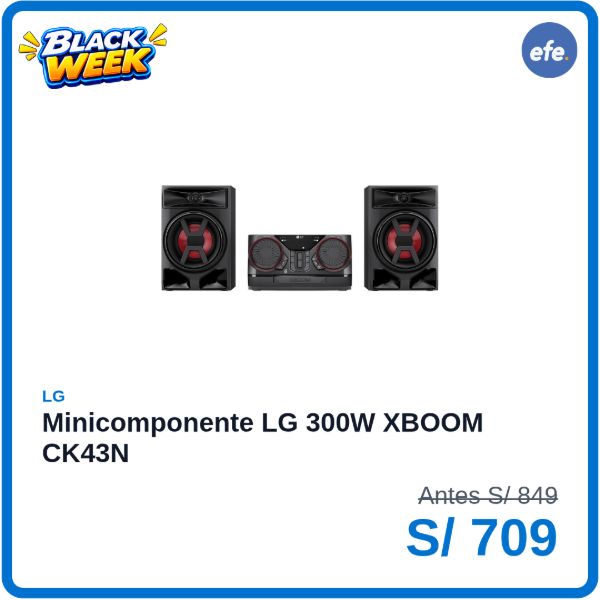 BLACK
WEEK
efe.
LG
Minicomponente LG 300W XBOOM
CK43N
Antes S/ 849
S/ 709